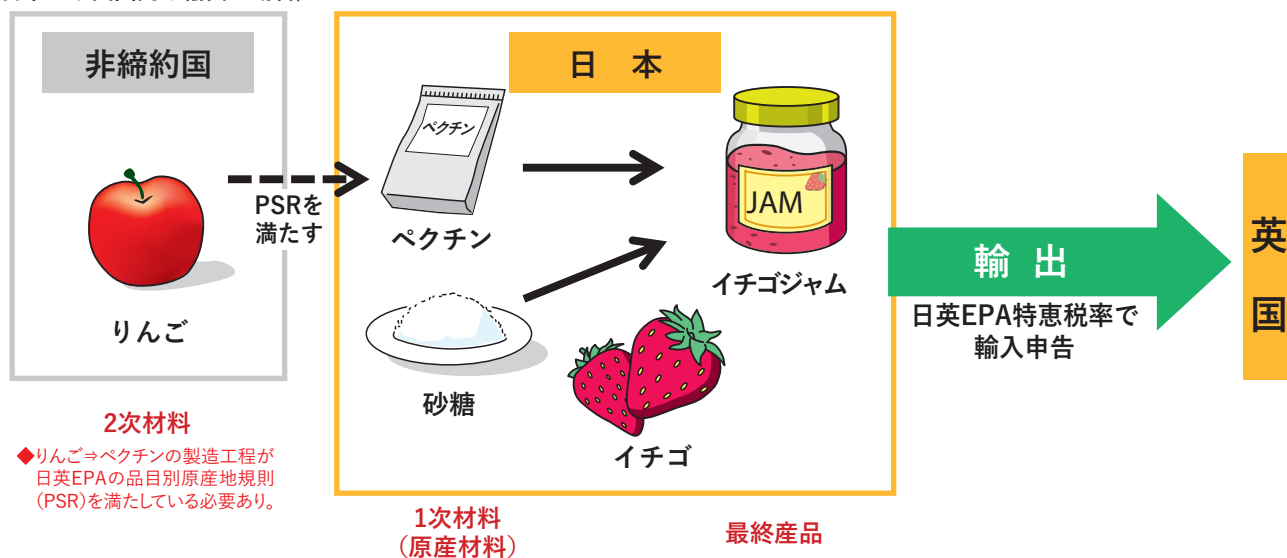 非締約国
日 本
ペクチン
JAM
PSRを
満たす
ペクチン
イチゴジャム
りんご
砂糖
イチゴ
輸 出
日英EPA特恵税率で
輸入申告
英
国
2次材料
◆りんご⇒ペクチンの製造工程が
日英EPAの品目別原産地規則
(PSR)を満たしている必要あり。
1次材料
(原産材料)
最終産品